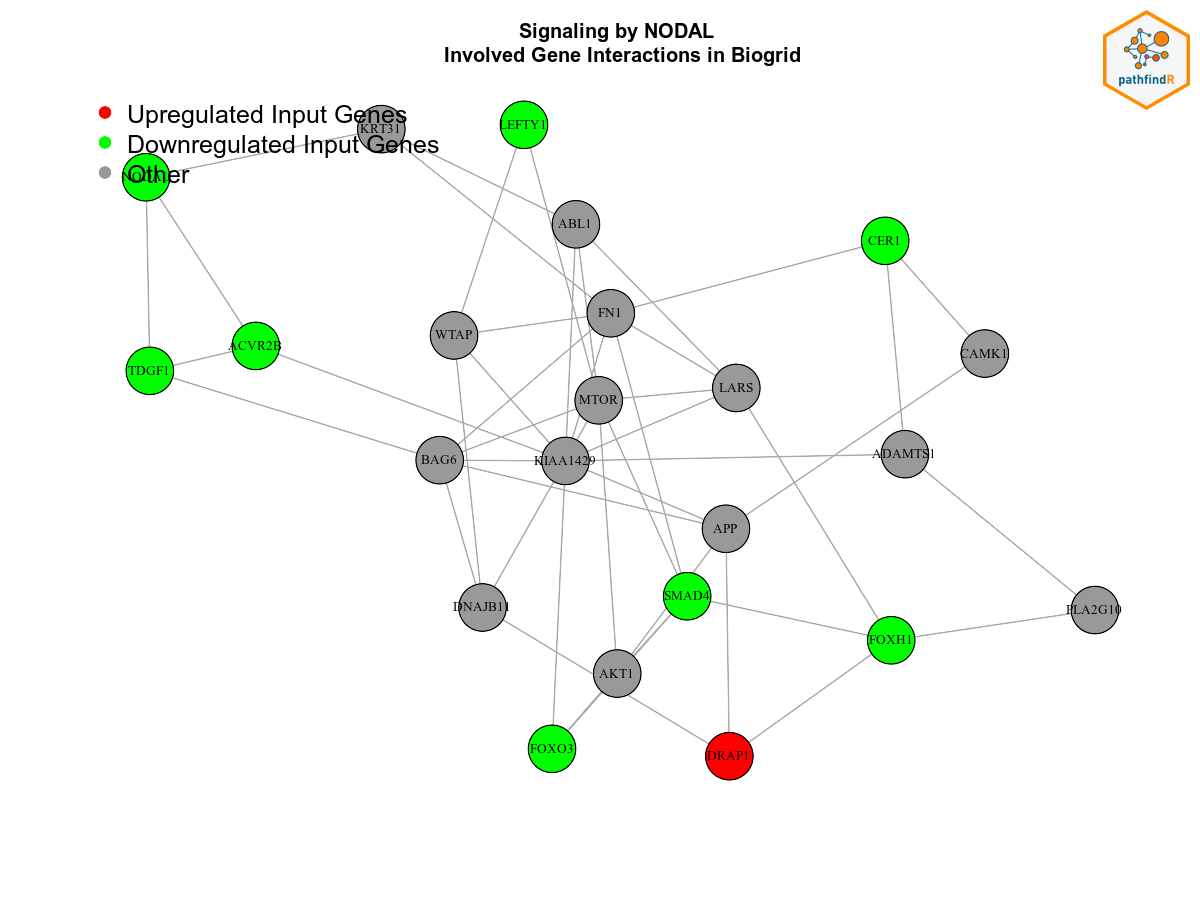 Signaling by NODAL
Involved Gene Interactions in Biogrid
pathfindR
Upregulated Input Genes
Downregulated Input Genes
Other
KRT31
LEFTY1
NODAL
ABL1
CER1
FN1
WTAP
ACVR2B
CAMK1
TDGF1
LARS
MTOR
BAG6
KIAA1429
ADAMTS1
APP
SMAD4
DNAJB11
PLA2G10
FOXH1
AKT1
FOXO3
DRAP1